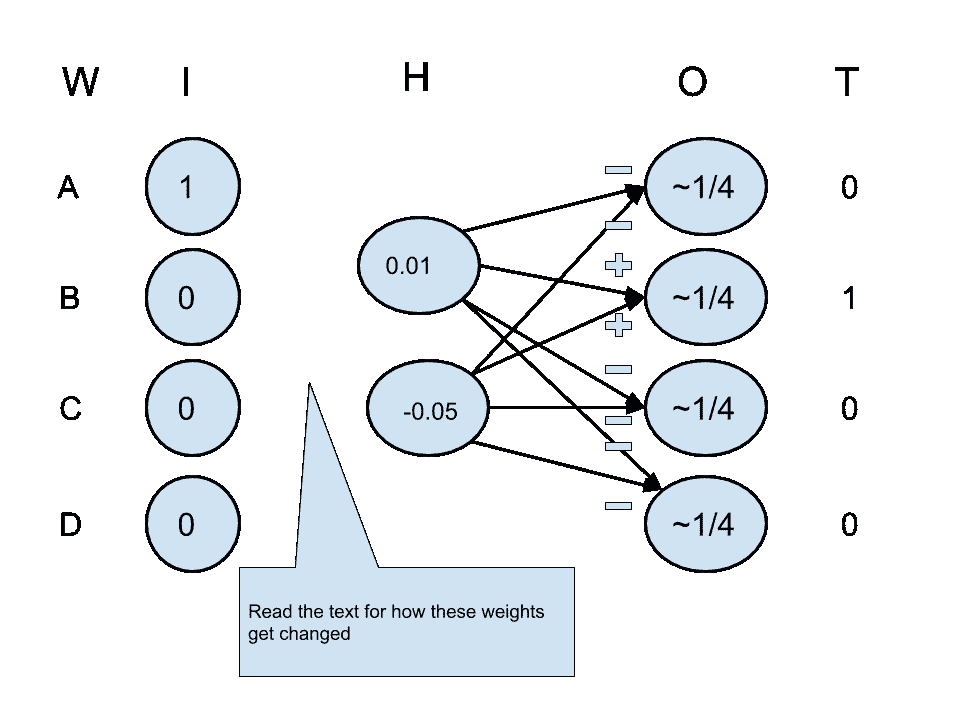 W I H O T
A 1 ~1/4 0
0.01
B 0 ~1/4 1
C 0 -0.05 ~1/4 0
D 0 ~1/4 0
Read the text for how these weights
get changed